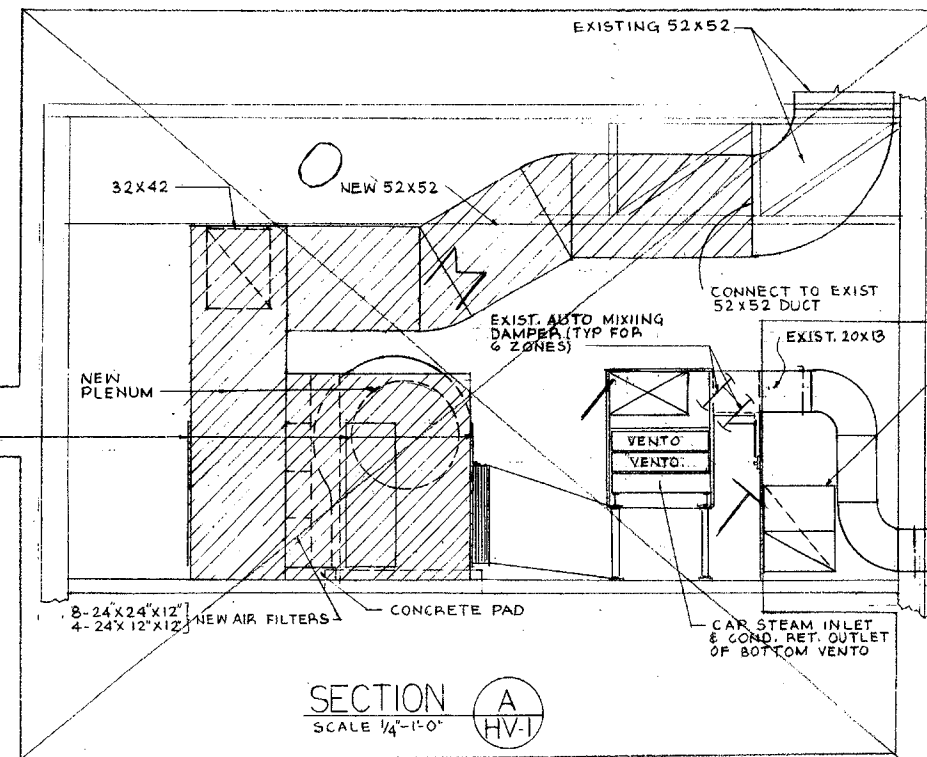 EXISTING 52X52
32X42
NEW 52X52
CONNECT TO EXIST
52X52 DUCT
EXIST. AUTO MIXIING
DAMPER (TYP FOR
6 ZONES)
EXIST. 20X13
NEW
PLENUM
VENTO
VENTO
8-24"X24"X12"
4-24"X12"X12"
NEW AIR FILTERS
CONCRETE PAD
CAP STEAM INLET
& COND. RET. OUTLET
OF BOTTOM VENTO
SECTION
SCALE 1/4"-1'-0"
A
HV-1